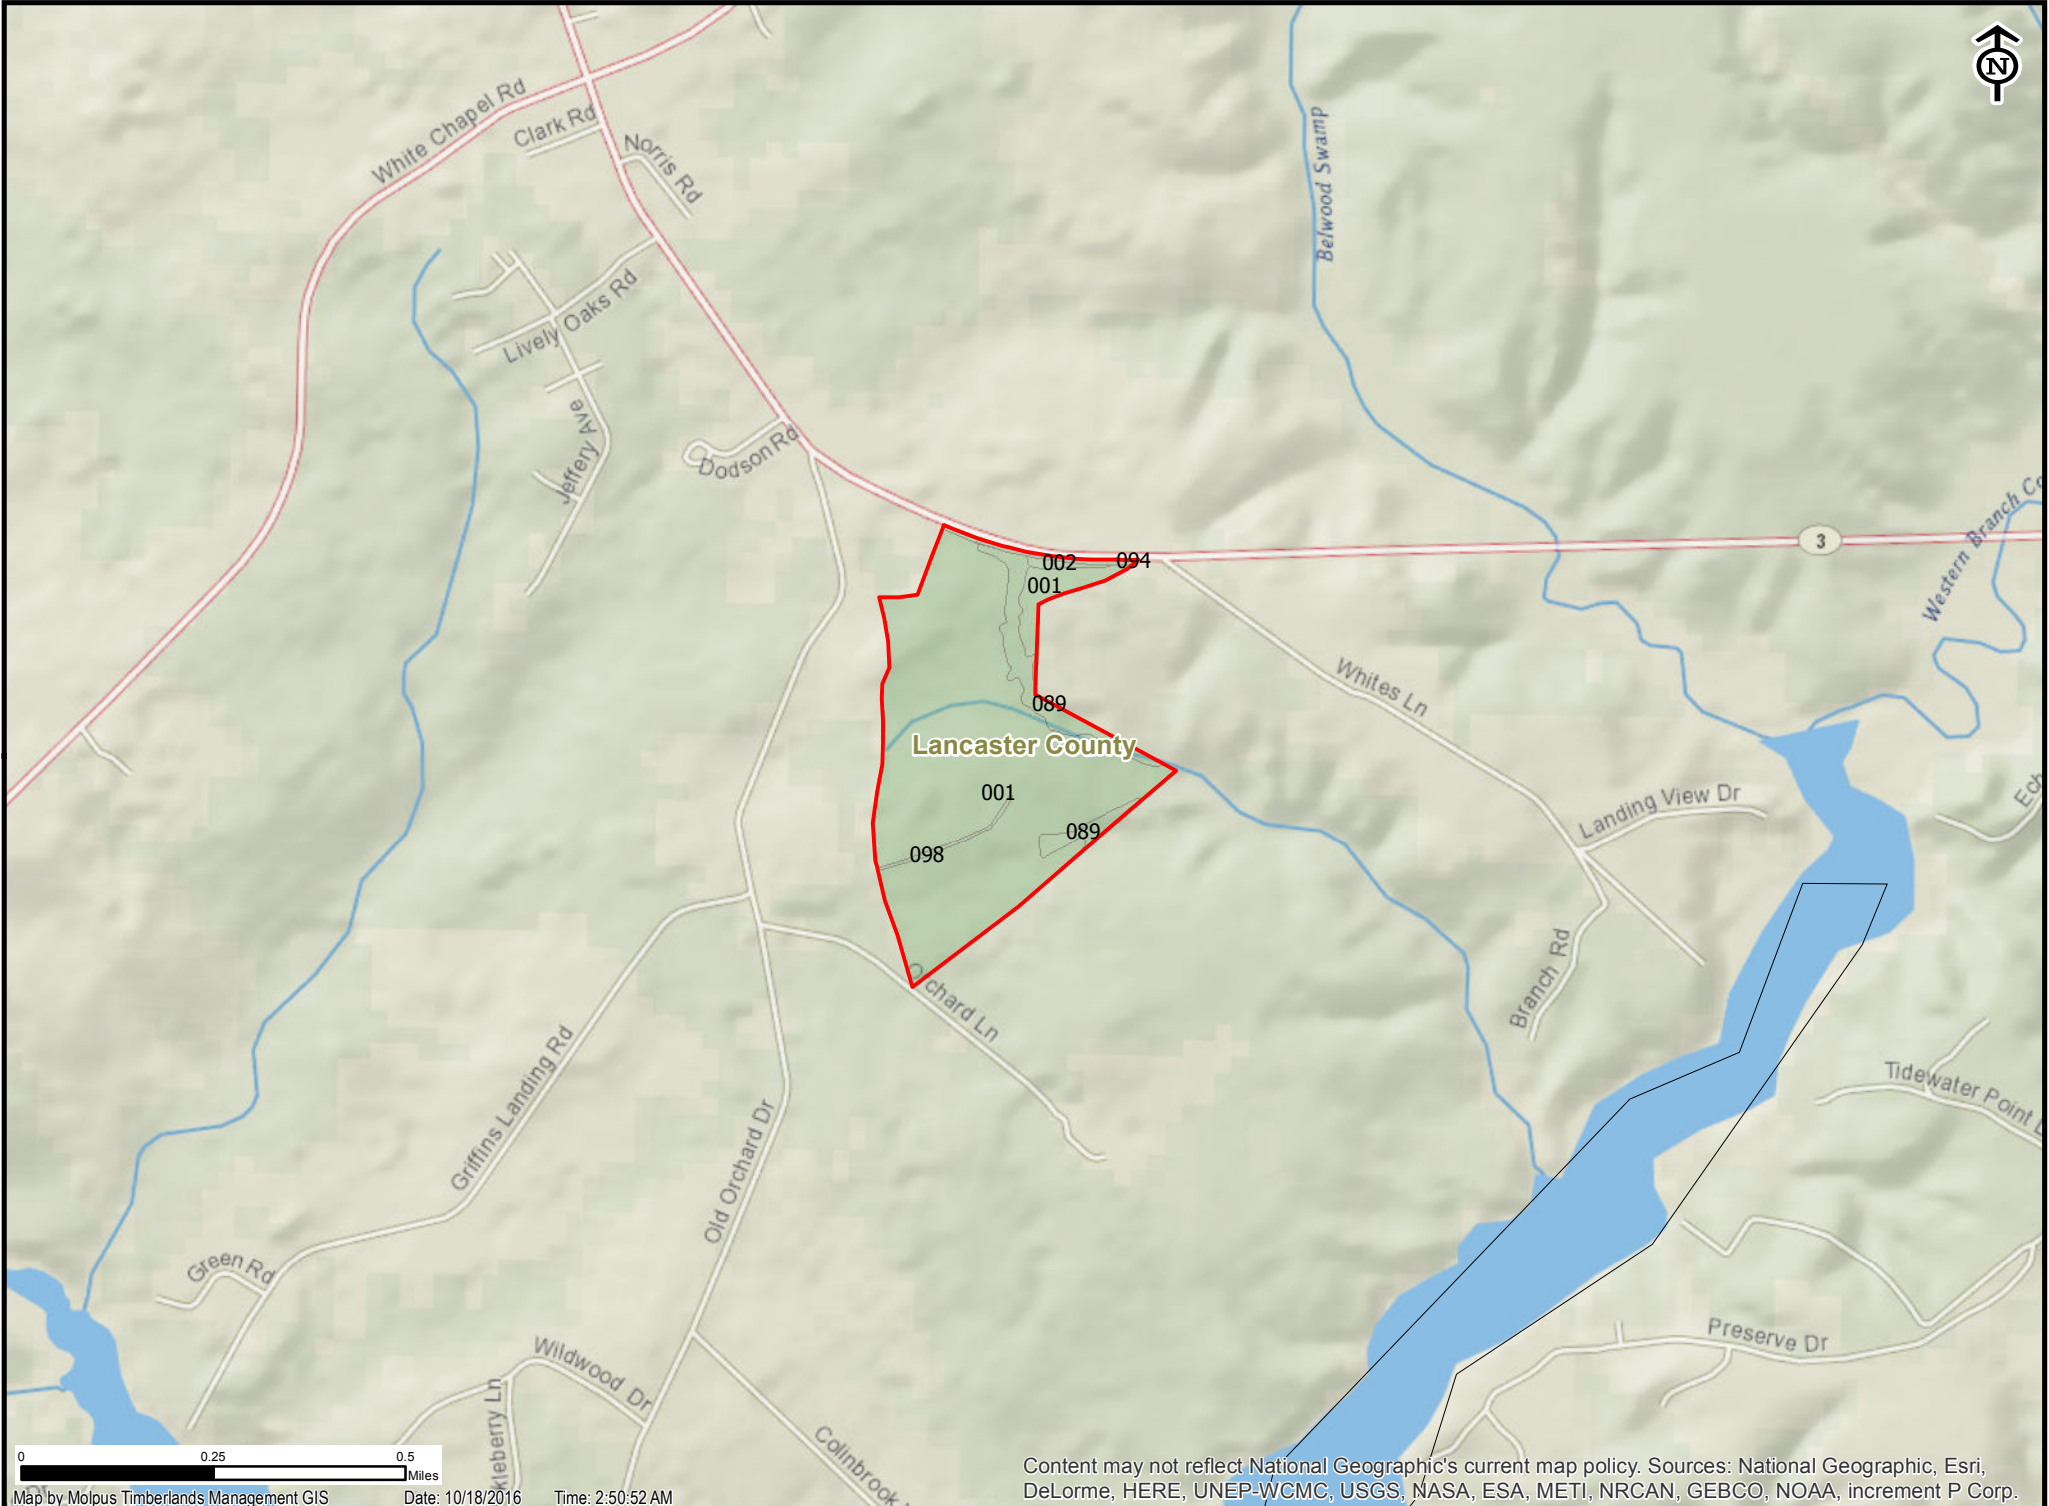 N
White Chapel Rd
Clark Rd
Norris Rd
Belwood Swamp
Lively Oaks Rd
Jeffery Ave
Dodson Rd
3
Western Branch Co
002
094
001
Whites Ln
089
Lancaster County
001
Landing View Dr
Ech
089
098
Branch Rd
Orchard Ln
Griffins Landing Rd
Tidewater Point L
Old Orchard Dr
Green Rd
Preserve Dr
Wildwood Dr
kleberry Ln
Colinbrook
0 0.25 0.5
Miles
Dr
Content may not reflect National Geographic's current map policy. Sources: National Geographic, Esri,
DeLorme, HERE, UNEP-WCMC, USGS, NASA, ESA, METI, NRCAN, GEBCO, NOAA, increment P Corp.
Map by Molpus Timberlands Management GIS Date: 10/18/2016 Time: 2:50:52 AM